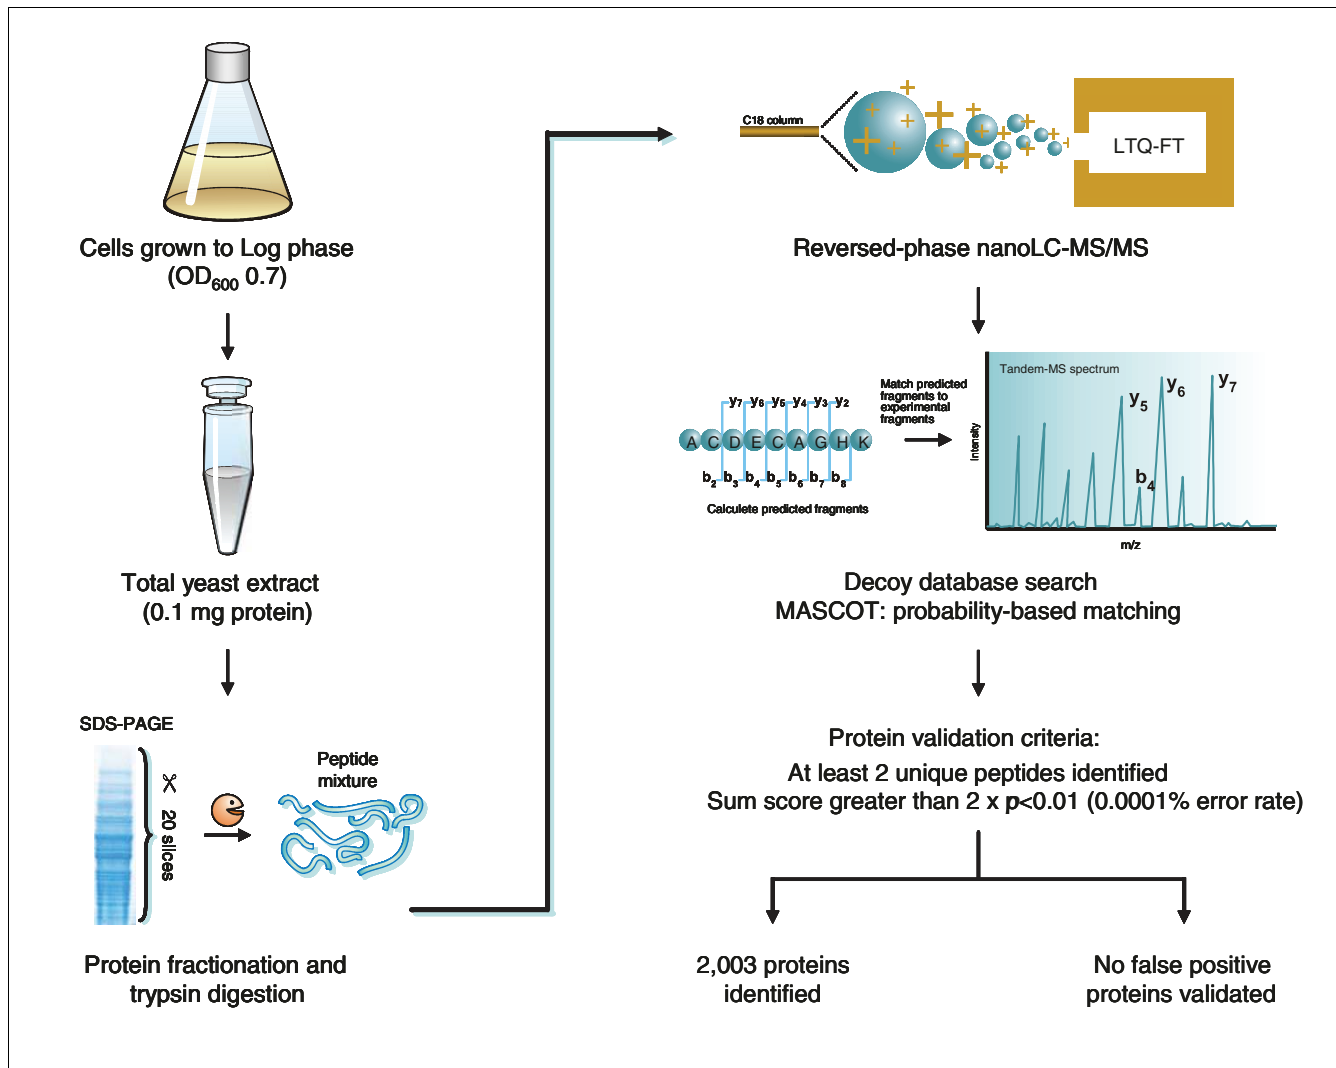 Cells grown to Log phase
(OD600 0.7)
Total yeast extract
(0.1 mg protein)
SDS-PAGE
20 slices
Peptide
mixture
Protein fractionation and
trypsin digestion
C18 column
LTQ-FT
Reversed-phase nanoLC-MS/MS
y7 y6 y5 y4 y3 y2
A C D E C A G H K
b2 b3 b4 b5 b6 b7 b8
Calculete predicted fragments
Match predicted
fragments to
experimental
fragments
Tandem-MS spectrum
Intensity
y5
y6
y7
b4
m/z
Decoy database search
MASCOT: probability-based matching
Protein validation criteria:
At least 2 unique peptides identified
Sum score greater than 2 x p<0.01 (0.0001% error rate)
2,003 proteins
identified
No false positive
proteins validated